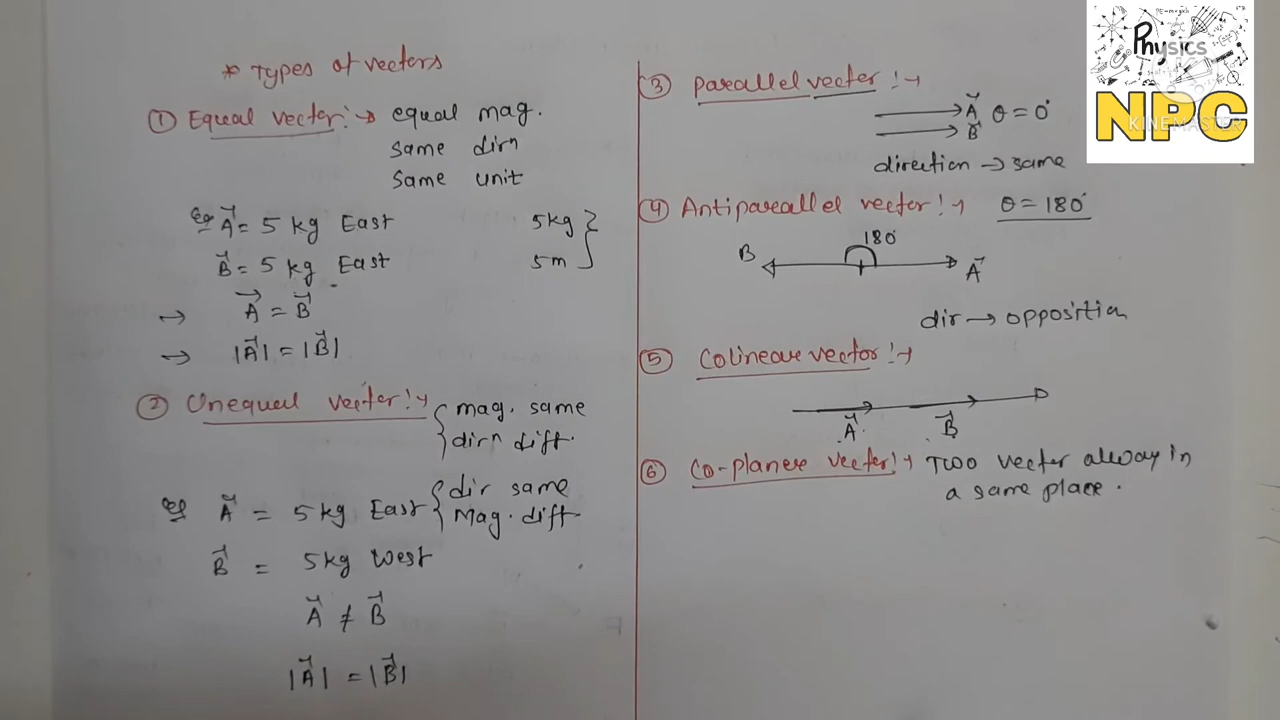 * Types of vectors
① Equal vector :→ equal mag.
same dirn
same unit
Eg A⃗ = 5 kg East 5kg }
B⃗ = 5 kg East 5m
→ A⃗ = B⃗
→ |A⃗| = |B⃗|
② Unequal vector :→ { mag. same
dirn diff.
eg A⃗ = 5 kg East { dir same
Mag. diff
B⃗ = 5 kg West
A⃗ ≠ B⃗
|A⃗| = |B⃗|
③ Parallel vector :→
A⃗ θ = 0°
B⃗
direction → same
④ Antiparallel vector :→ θ = 180°
180°
B A⃗
dir → opposition
⑤ Colinear vector :→
A⃗ B⃗
⑥ Co-planer vector :→ Two vector alway in
a same place.
Physics
NPC
KINEMASTER